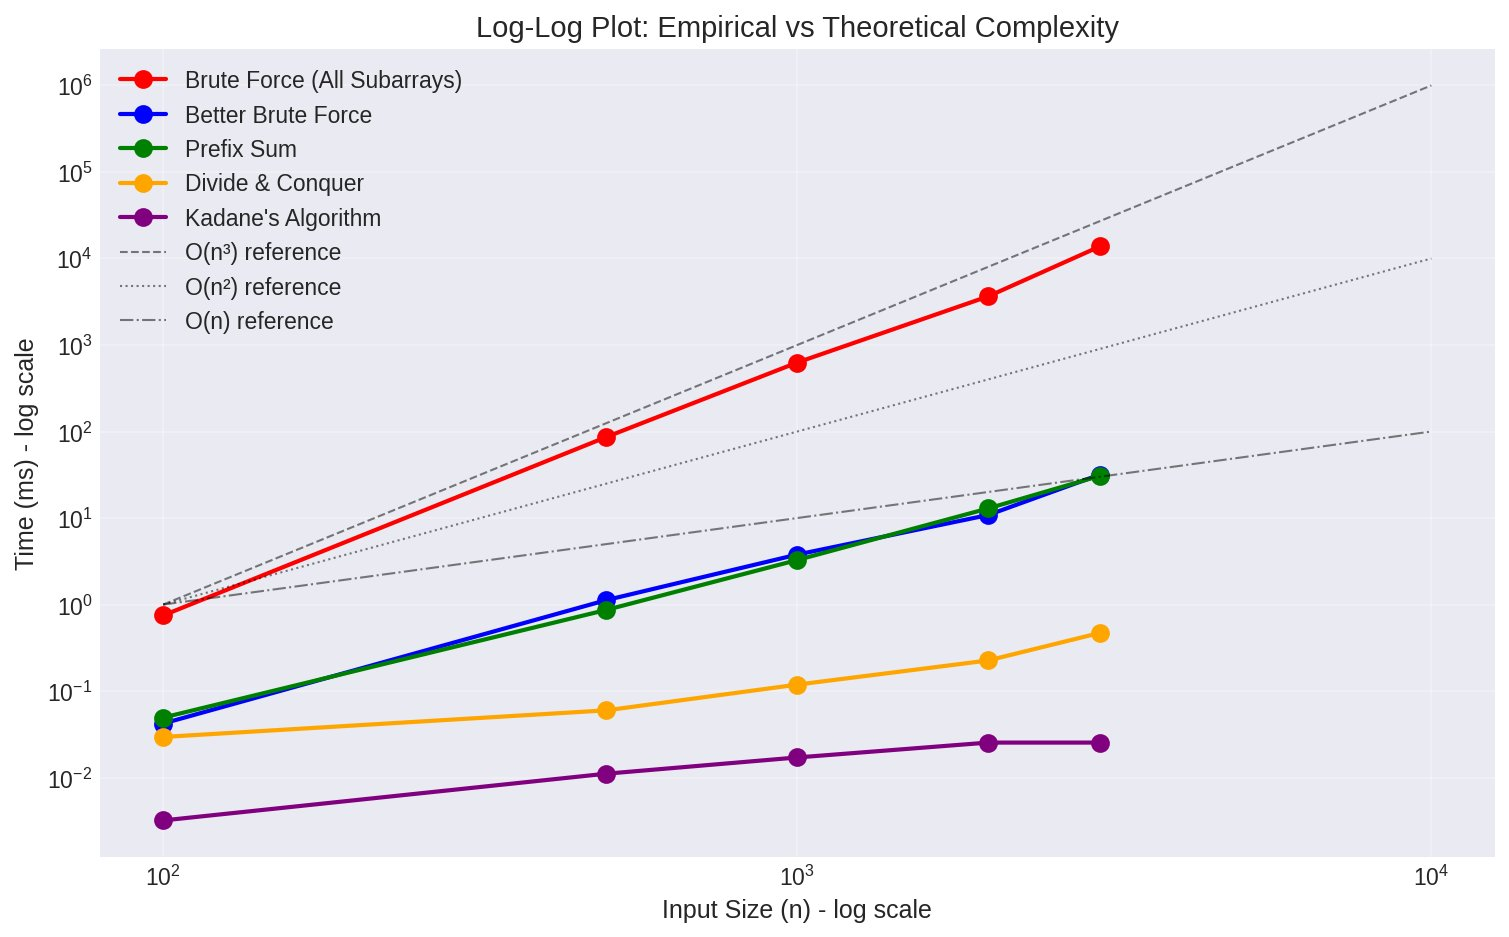 Log-Log Plot: Empirical vs Theoretical Complexity
Brute Force (All Subarrays)
Better Brute Force
Prefix Sum
Divide & Conquer
Kadane's Algorithm
O(n³) reference
O(n²) reference
O(n) reference
Time (ms) - log scale
10⁶
10⁵
10⁴
10³
10²
10¹
10⁰
10⁻¹
10⁻²
10² 10³ 10⁴
Input Size (n) - log scale